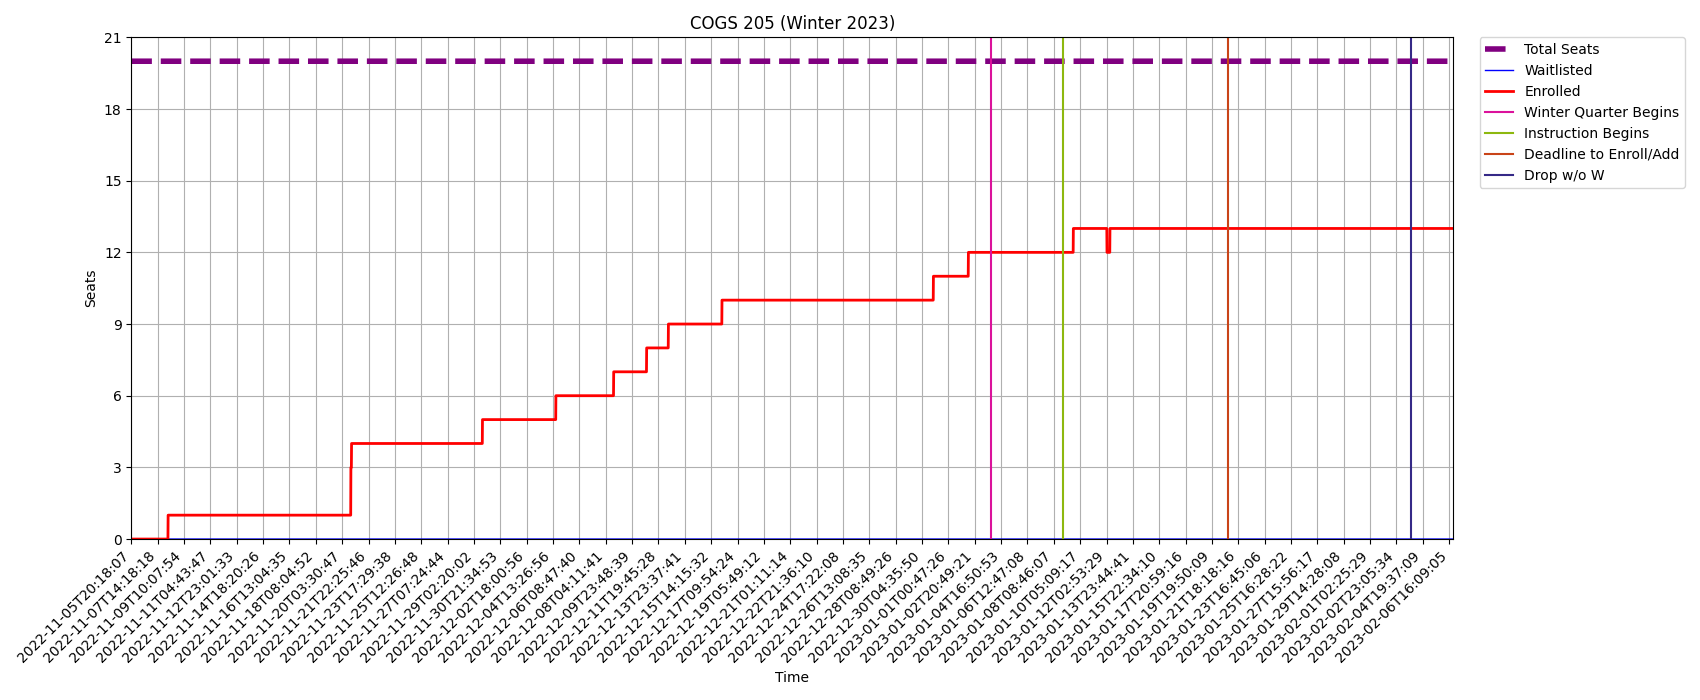 COGS 205 (Winter 2023)
21
18
15
12
9
6
3
0
Seats
2022-11-05T20:18:07
2022-11-07T14:18:18
2022-11-09T10:07:54
2022-11-11T04:43:47
2022-11-12T23:01:33
2022-11-14T18:20:26
2022-11-16T13:04:35
2022-11-18T08:04:52
2022-11-20T03:30:47
2022-11-21T22:25:46
2022-11-23T17:29:38
2022-11-25T12:26:48
2022-11-27T07:24:44
2022-11-29T02:20:02
2022-11-30T21:34:53
2022-12-02T18:00:56
2022-12-04T13:26:56
2022-12-06T08:47:40
2022-12-08T04:11:41
2022-12-09T23:48:39
2022-12-11T19:45:28
2022-12-13T23:37:41
2022-12-15T14:15:32
2022-12-17T09:54:24
2022-12-19T05:49:12
2022-12-21T01:11:14
2022-12-22T21:36:10
2022-12-24T17:22:08
2022-12-26T13:08:35
2022-12-28T08:49:26
2022-12-30T04:35:50
2023-01-01T00:47:26
2023-01-02T20:49:21
2023-01-04T16:50:53
2023-01-06T12:47:08
2023-01-08T08:46:07
2023-01-10T05:09:17
2023-01-12T02:53:29
2023-01-13T23:44:41
2023-01-15T22:34:10
2023-01-17T20:59:16
2023-01-19T19:50:09
2023-01-21T18:18:16
2023-01-23T16:45:06
2023-01-25T16:28:22
2023-01-27T15:56:17
2023-01-29T14:28:08
2023-02-01T02:25:29
2023-02-02T23:05:34
2023-02-04T19:37:09
2023-02-06T16:09:05
Time
Total Seats
Waitlisted
Enrolled
Winter Quarter Begins
Instruction Begins
Deadline to Enroll/Add
Drop w/o W